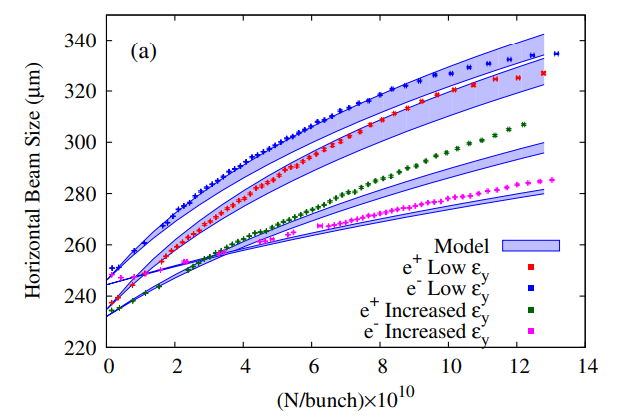 (a)
340
320
300
280
260
240
220
Horizontal Beam Size (μm)
Model
e⁺ Low εy
e⁻ Low εy
e⁺ Increased εy
e⁻ Increased εy
0 2 4 6 8 10 12 14
(N/bunch)×10¹⁰